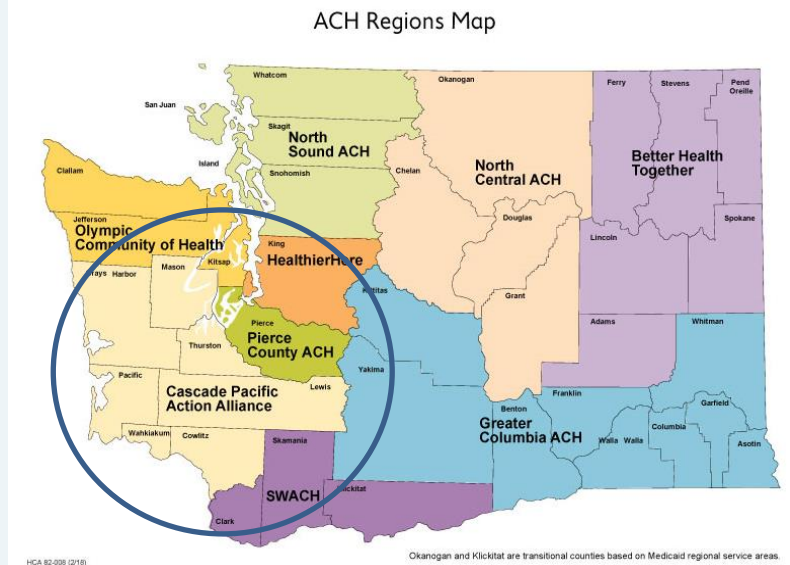 ACH Regions Map
Whatcom
Okanogan
Ferry
Stevens
Pend
Oreille
San Juan
Skagit
North
Sound ACH
Island
Snohomish
Chelan
North
Central ACH
Better Health
Together
Clallam
Douglas
Spokane
Jefferson
Olympic
Community of Health
Kitsap
King
HealthierHere
Lincoln
Grays Harbor
Mason
Kittitas
Grant
Pierce
Pierce
County ACH
Adams
Whitman
Thurston
Yakima
Pacific
Lewis
Cascade Pacific
Action Alliance
Franklin
Benton
Greater
Columbia ACH
Garfield
Columbia
Walla Walla
Asotin
Wahkiakum
Cowlitz
Skamania
SWACH
Klickitat
Clark
Okanogan and Klickitat are transitional counties based on Medicaid regional service areas.
HCA 82-008 (2/18)